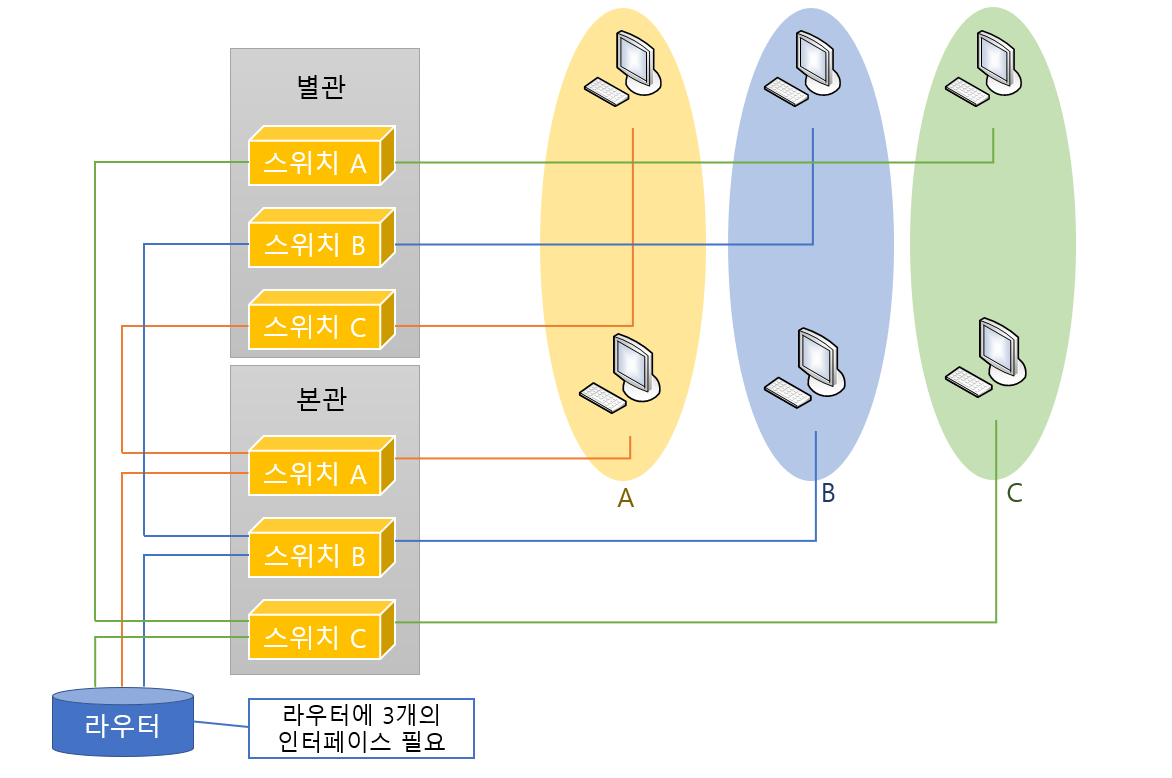 별관
스위치 A
스위치 B
스위치 C
본관
스위치 A
스위치 B
스위치 C
A
B
C
라우터
라우터에 3개의
인터페이스 필요